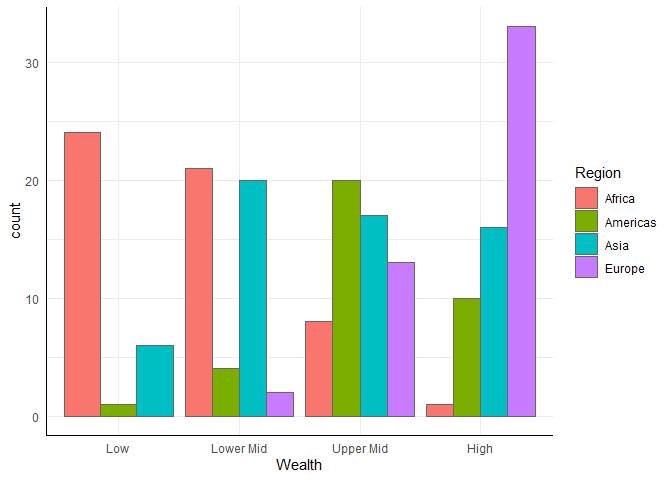 30
20
10
0
count
Low Lower Mid Upper Mid High
Wealth
Region
Africa
Americas
Asia
Europe